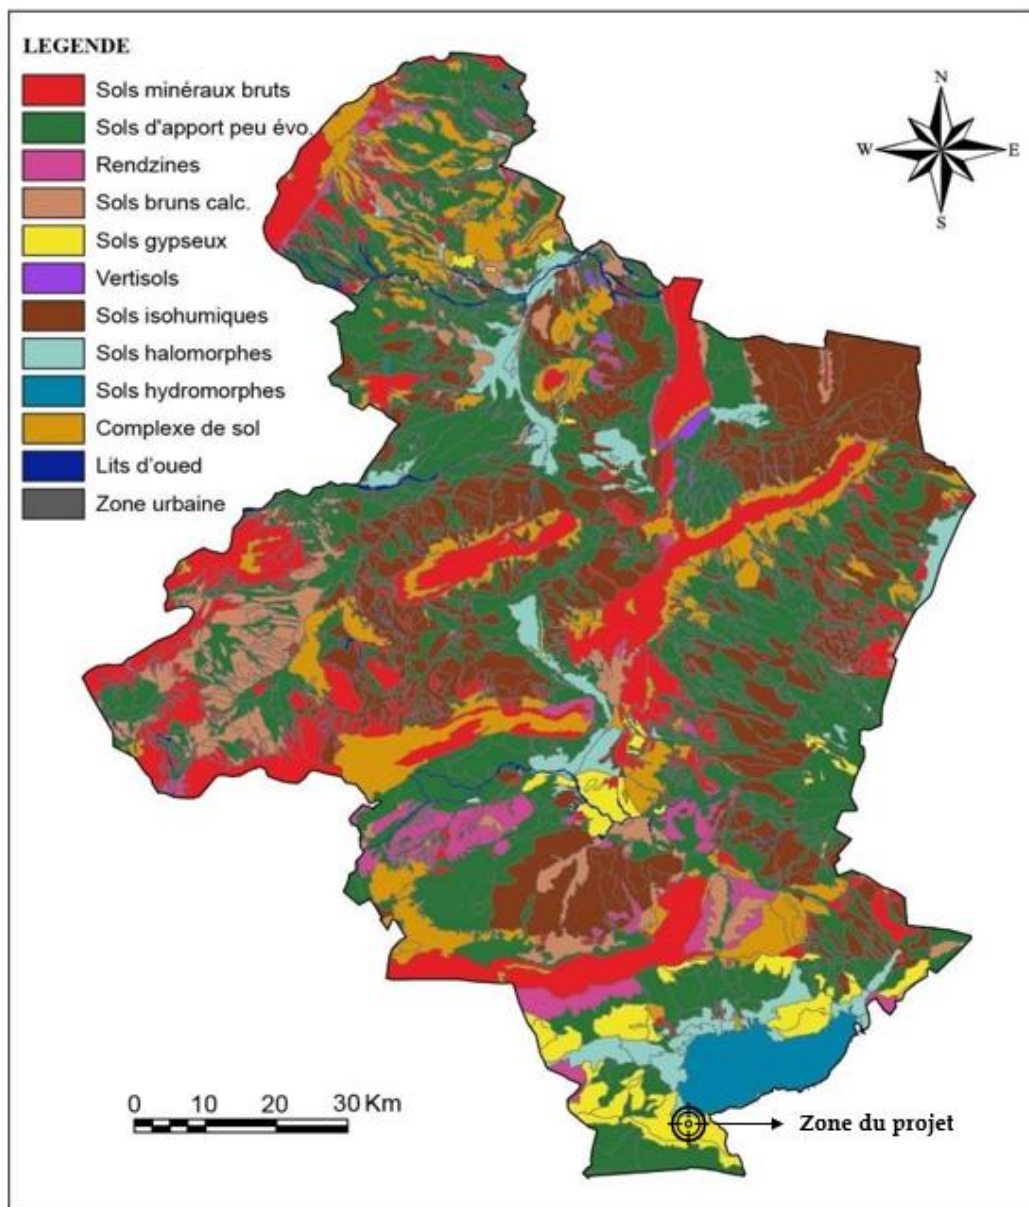 LEGENDE
Sols minéraux bruts
Sols d'apport peu évo.
Rendzines
Sols bruns calc.
Sols gypseux
Vertisols
Sols isohumiques
Sols halomorphes
Sols hydromorphes
Complexe de sol
Lits d'oued
Zone urbaine
N
W
E
S
0 10 20 30 Km
Zone du projet